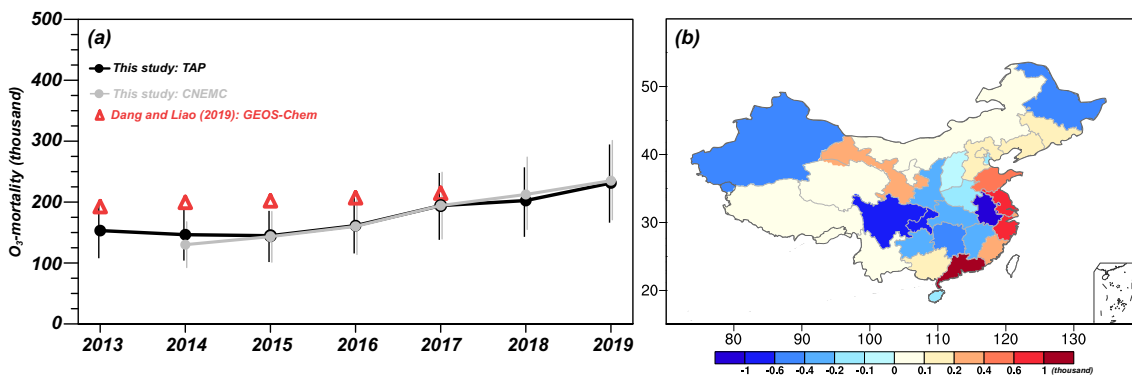 (a)
O₃-mortality (thousand)
500
400
300
200
100
0
This study: TAP
This study: CNEMC
Dang and Liao (2019): GEOS-Chem
2013 2014 2015 2016 2017 2018 2019
(b)
50
40
30
20
80 90 100 110 120 130
-1 -0.6 -0.4 -0.2 -0.1 0 0.1 0.2 0.4 0.6 1 (thousand)